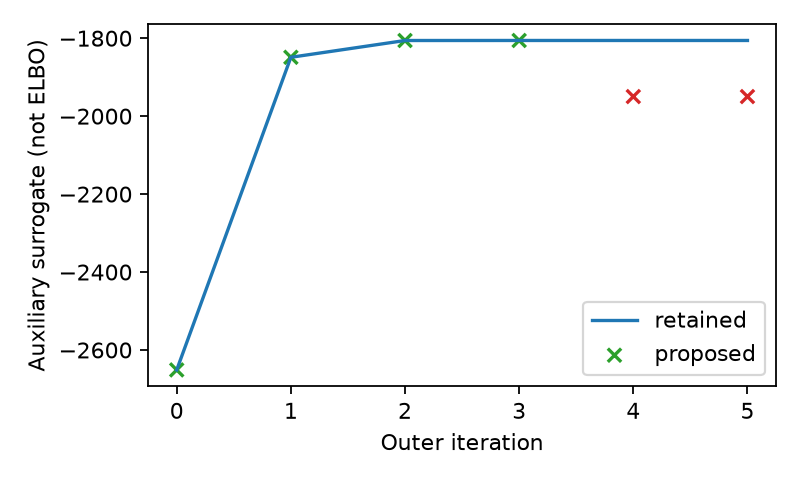 Auxiliary surrogate (not ELBO)
−1800
−2000
−2200
−2400
−2600
retained
proposed
0 1 2 3 4 5
Outer iteration